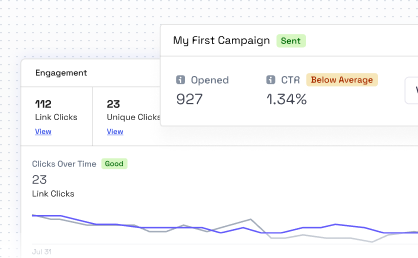 My First Campaign Sent
Opened
927
CTR Below Average
1.34%
Engagement
112
Link Clicks
View
23
Unique Clicks
View
Clicks Over Time Good
23
Link Clicks
Jul 31